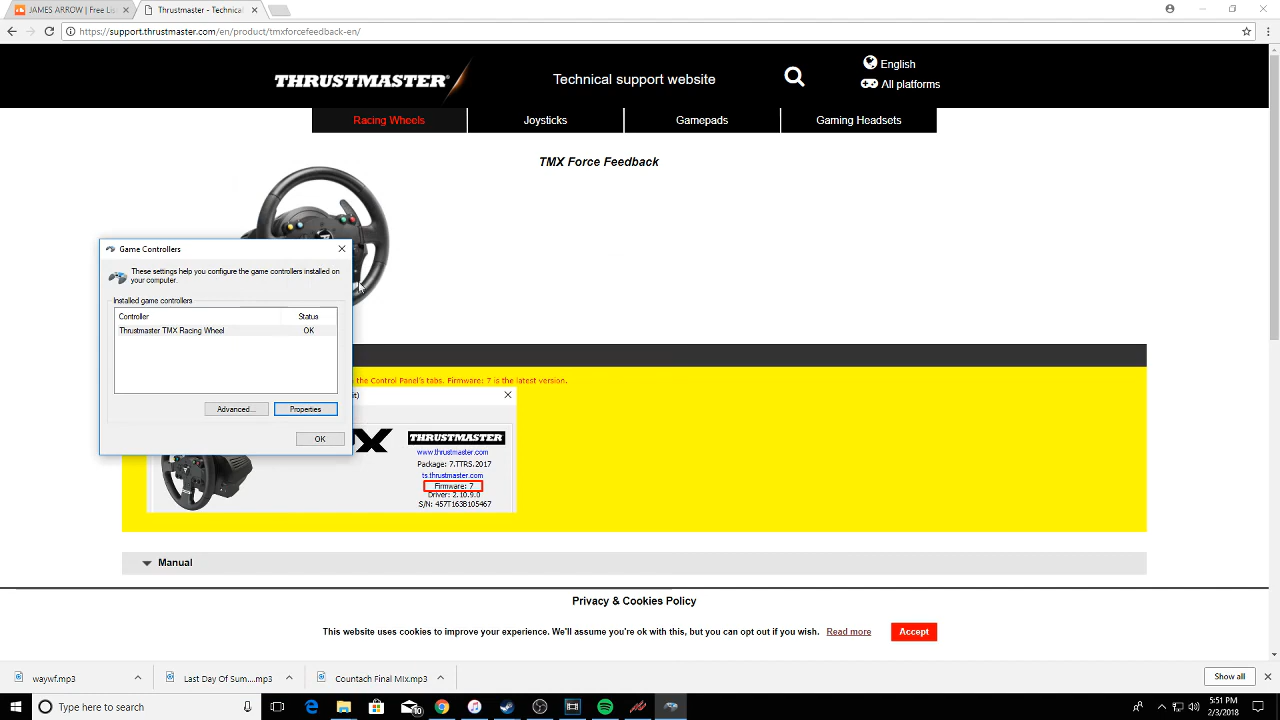 JAMES ARROW | Free Lis
Thrustmaster - Technical
https://support.thrustmaster.com/en/product/tmxforcefeedback-en/
THRUSTMASTER
Technical support website
English
All platforms
Racing Wheels
Joysticks
Gamepads
Gaming Headsets
TMX Force Feedback
Game Controllers
These settings help you configure the game controllers installed on
your computer.
Installed game controllers
Controller
Status
Thrustmaster TMX Racing Wheel
OK
Advanced...
Properties
OK
the Control Panel's tabs. Firmware: 7 is the latest version.
THRUSTMASTER
www.thrustmaster.com
Package: 7.TTRS.2017
ts.thrustmaster.com
Firmware: 7
Driver: 2.10.9.0
S/N: 457T163B105467
Manual
Privacy & Cookies Policy
This website uses cookies to improve your experience. We'll assume you're ok with this, but you can opt out if you wish. Read more
Accept
waywf.mp3
Last Day Of Sum....mp3
Countach Final MIx.mp3
Show all
Type here to search
10
5:51 PM
2/3/2018